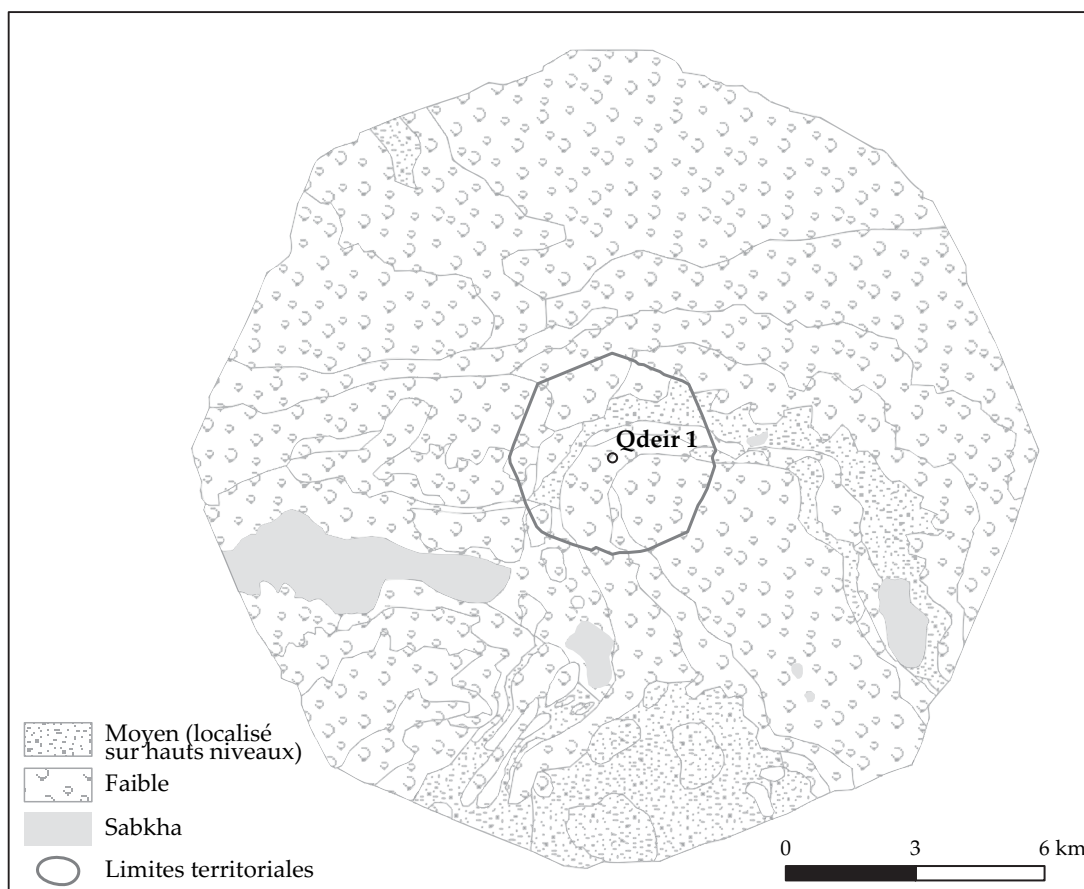 Qdeir 1
Moyen (localisé
sur hauts niveaux)
Faible
Sabkha
Limites territoriales
0 3 6 km